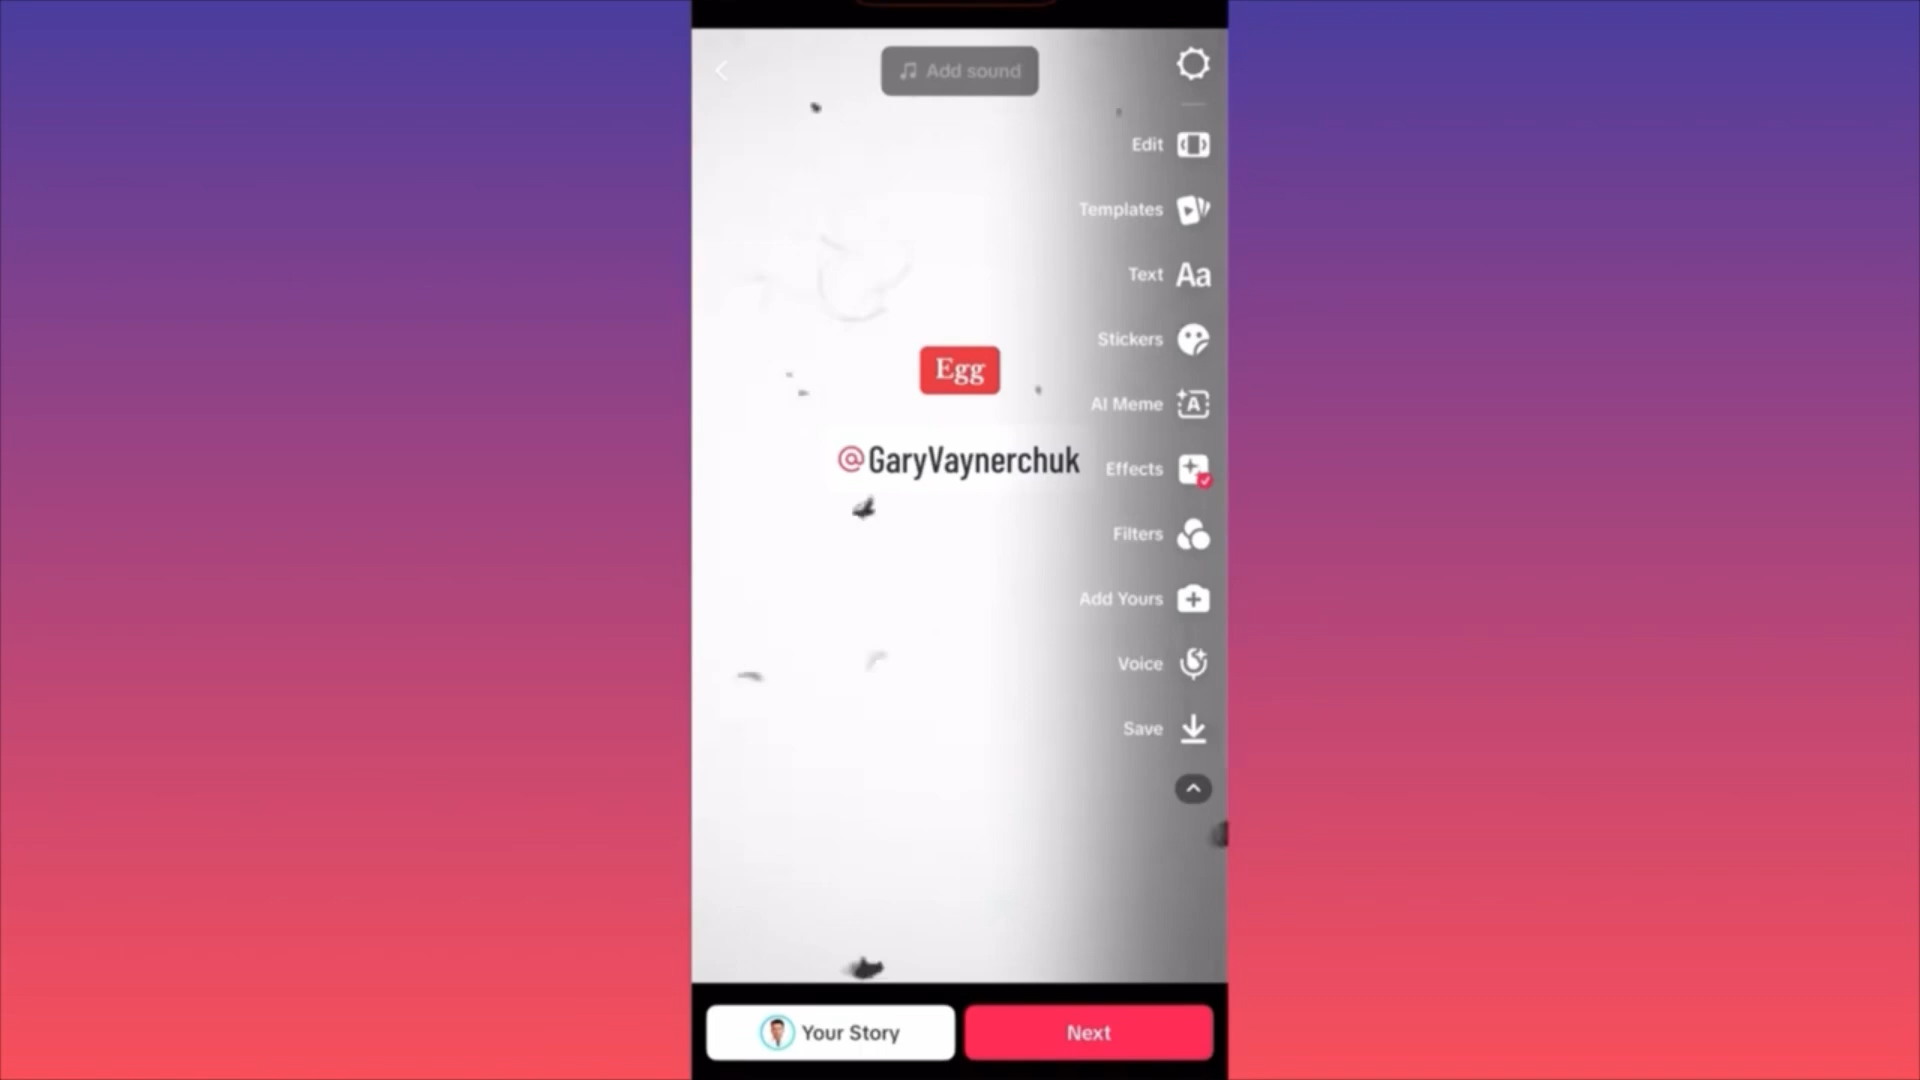 Add sound
Edit
Templates
Text Aa
Stickers
Egg
AI Meme A
@GaryVaynerchuk
Effects
Filters
Add Yours
Voice
Save
Your Story
Next